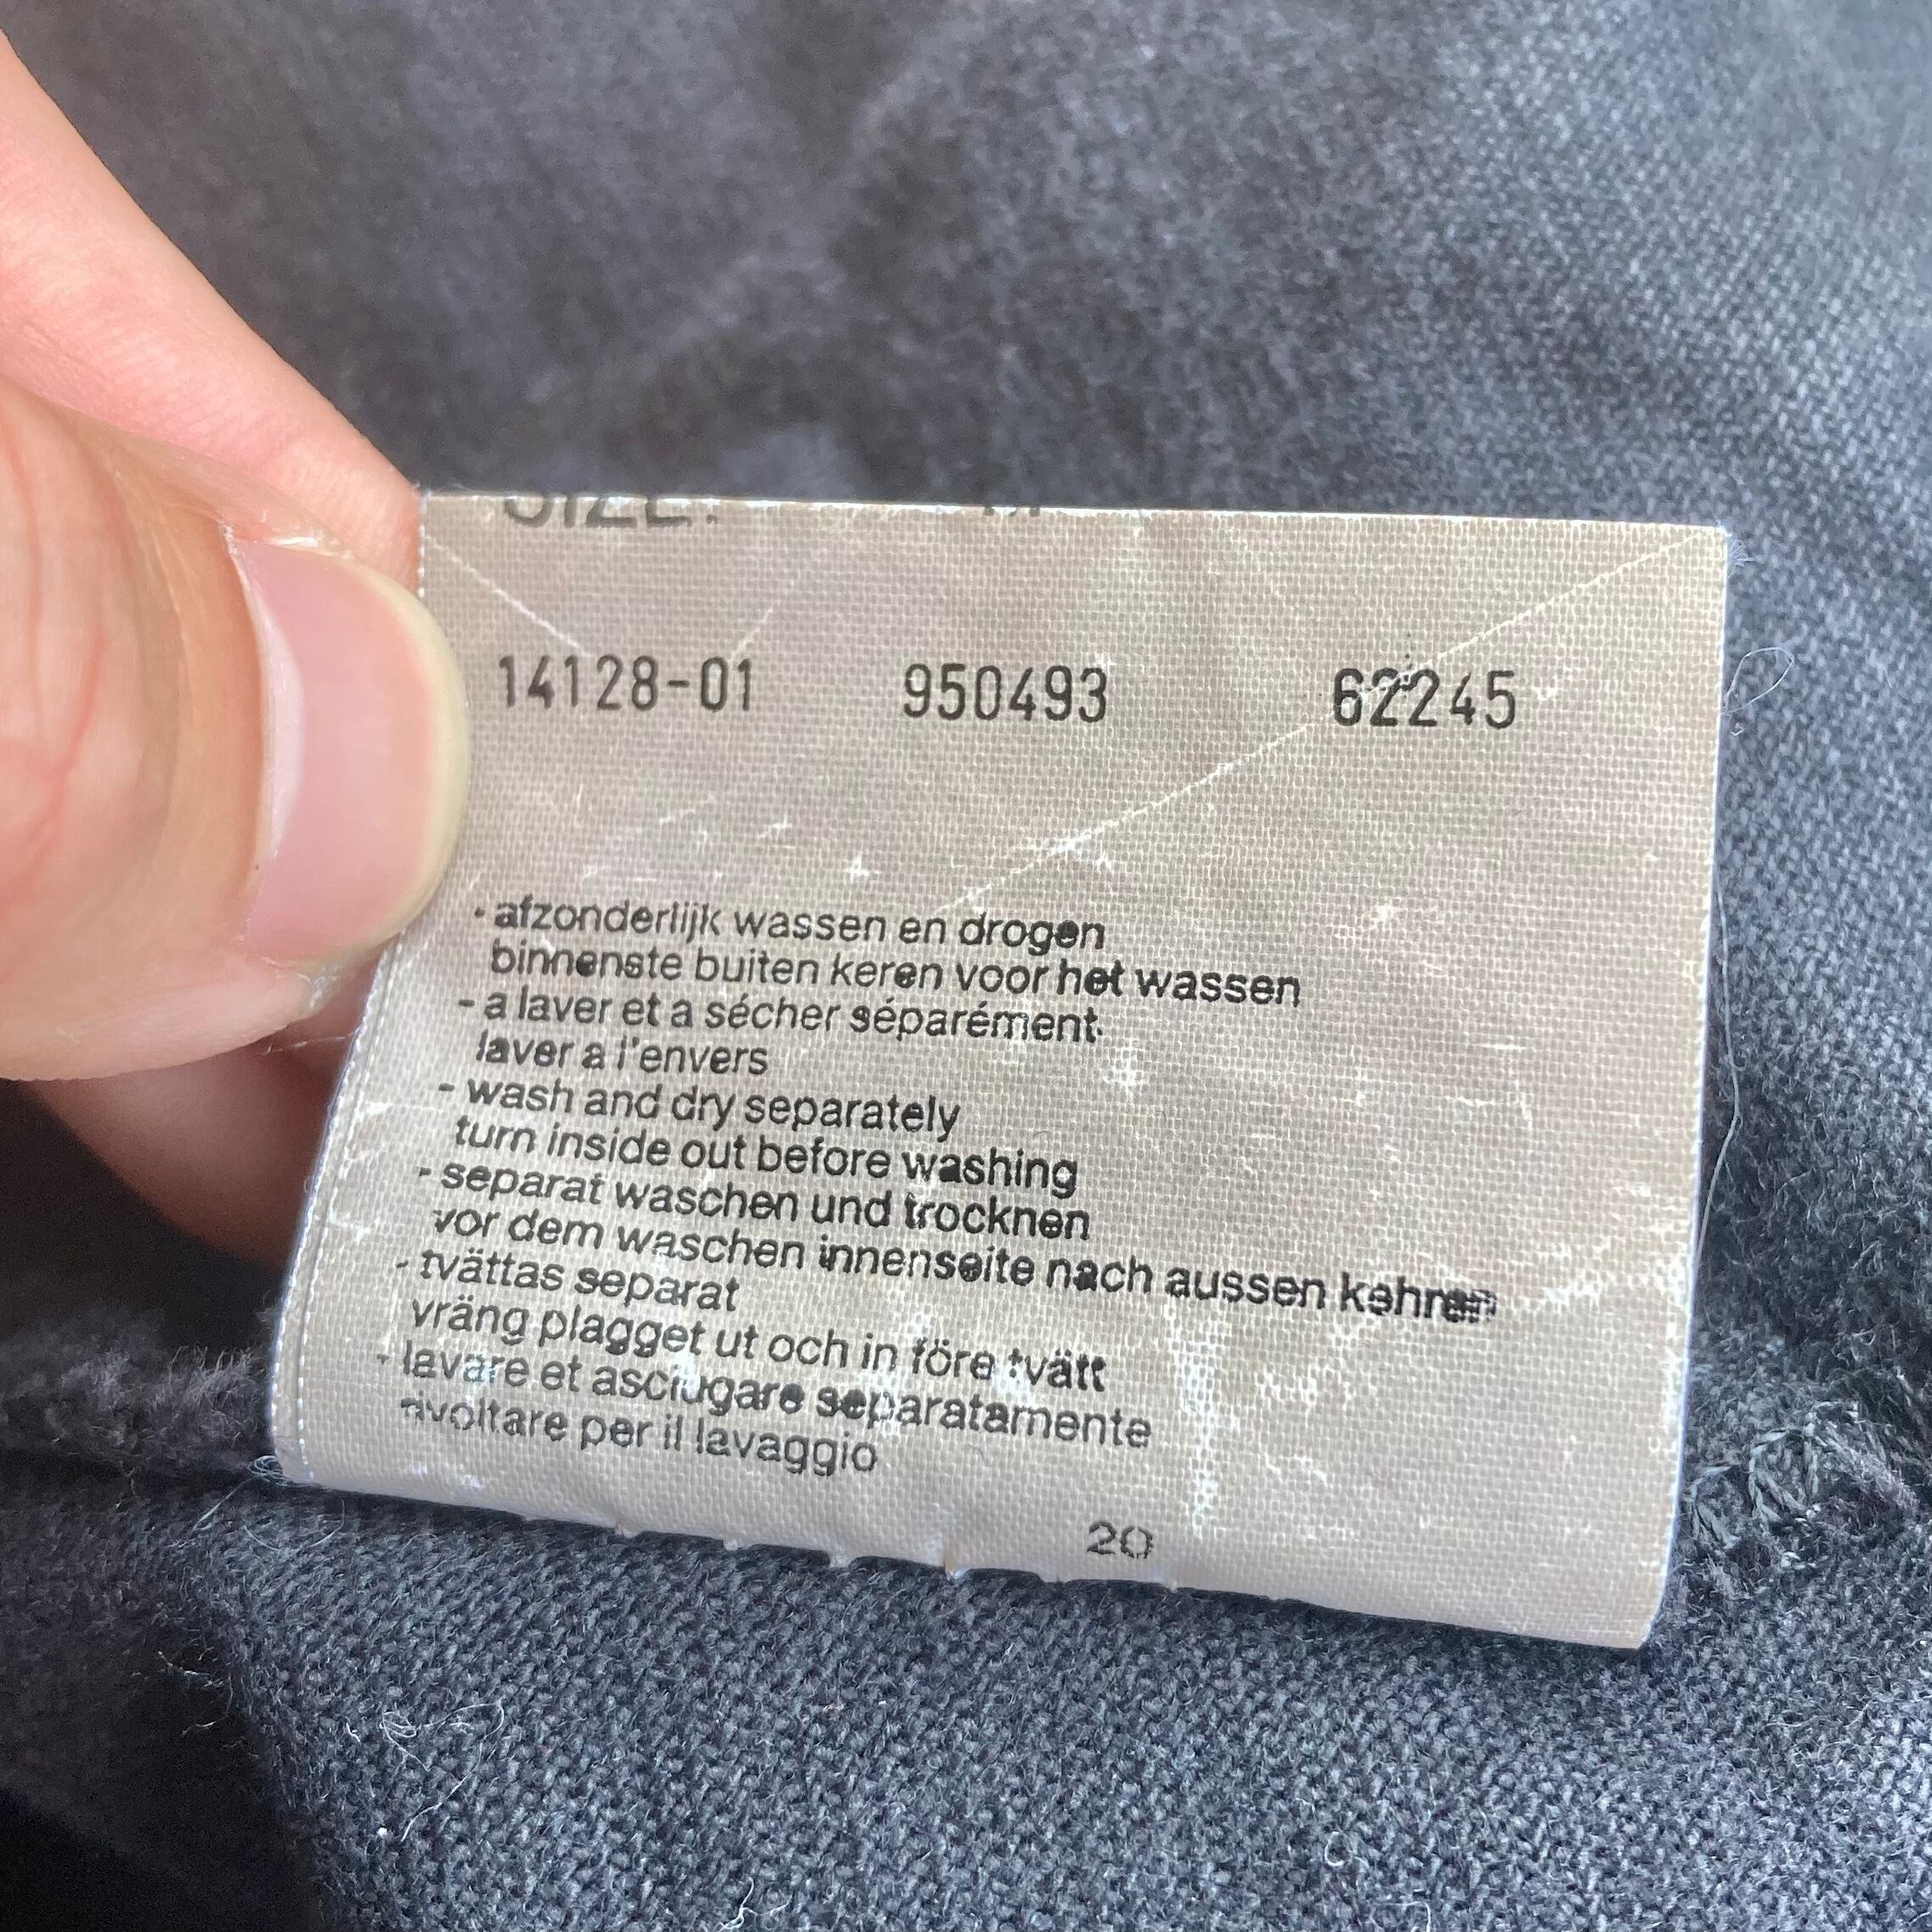 SIZE:
14128-01 950493 62245
- afzonderlijk wassen en drogen
binnenste buiten keren voor het wassen
- a laver et a sécher séparément
laver a l'envers
- wash and dry separately
turn inside out before washing
- separat waschen und trocknen
vor dem waschen innenseite nach aussen kehren
- tvättas separat
vräng plagget ut och in före tvätt
- lavare et asciugare separatamente
rivoltare per il lavaggio
20